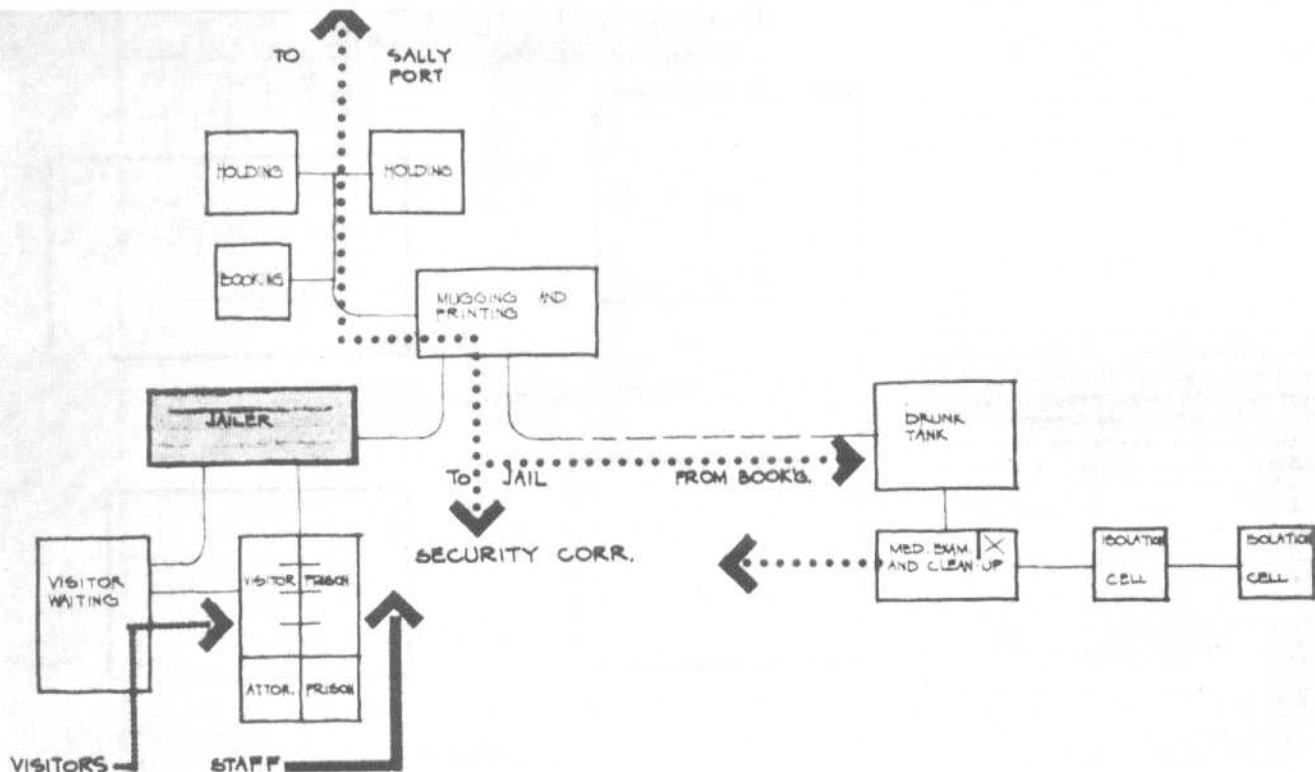 TO SALLY
PORT
HOLDING
HOLDING
BOOKING
MUGGING AND
PRINTING
JAILER
DRUNK
TANK
TO JAIL
FROM BOOK'G.
SECURITY CORR.
MED. EXAM.
AND CLEAN-UP
ISOLATION
CELL
ISOLATION
CELL
VISITOR
WAITING
VISITOR
PRISON
ATTOR.
PRISON
VISITORS
STAFF